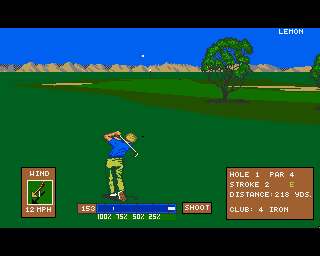 LEMON
WIND
12 MPH
153
SHOOT
100% 75% 50% 25%
HOLE 1 PAR 4
STROKE 2 E
DISTANCE: 218 YDS.
CLUB: 4 IRON